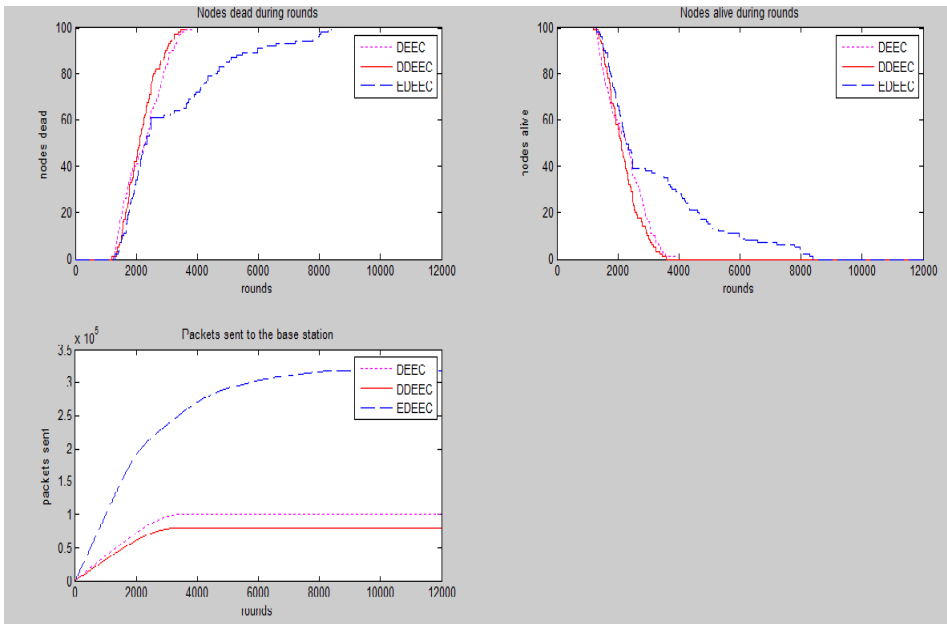 Nodes dead during rounds
100
80
60
40
20
0
nodes dead
0 2000 4000 6000 8000 10000 12000
rounds
DEEC
DDEEC
EDEEC
Nodes alive during rounds
100
80
60
40
20
0
nodes alive
0 2000 4000 6000 8000 10000 12000
rounds
DEEC
DDEEC
EDEEC
Packets sent to the base station
x 10^5
3.5
3
2.5
2
1.5
1
0.5
0
packets sent
0 2000 4000 6000 8000 10000 12000
rounds
DEEC
DDEEC
EDEEC